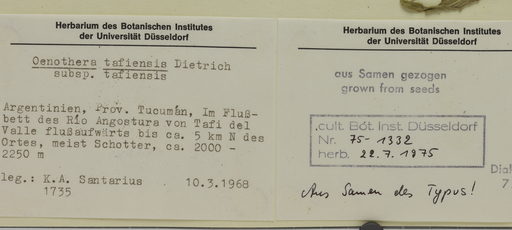 Herbarium des Botanischen Institutes
der Universität Düsseldorf
Oenothera tafiensis Dietrich
subsp. tafiensis
Argentinien, Prov. Tucumán, Im Fluß-
bett des Río Angostura von Tafi del
Valle flußaufwärts bis ca. 5 km N des
Ortes, meist Schotter, ca. 2000 -
2250 m
leg.: K.A. Santarius 10.3.1968
1735
Herbarium des Botanischen Institutes
der Universität Düsseldorf
aus Samen gezogen
grown from seeds
cult. Bot. Inst. Düsseldorf
Nr. 75-1332
herb. 22.7.1975
Aus Samen des Typus!